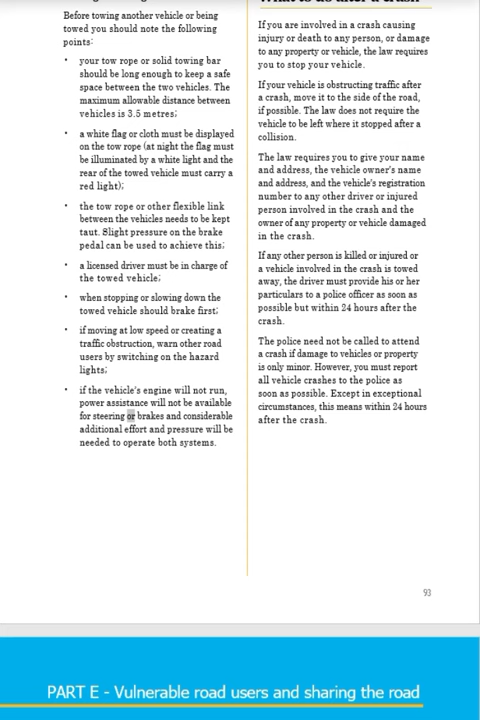 Before towing another vehicle or being
towed you should note the following
points:
• your tow rope or solid towing bar
should be long enough to keep a safe
space between the two vehicles. The
maximum allowable distance between
vehicles is 3.5 metres;
• a white flag or cloth must be displayed
on the tow rope (at night the flag must
be illuminated by a white light and the
rear of the towed vehicle must carry a
red light);
• the tow rope or other flexible link
between the vehicles needs to be kept
taut. Slight pressure on the brake
pedal can be used to achieve this;
• a licensed driver must be in charge of
the towed vehicle;
• when stopping or slowing down the
towed vehicle should brake first;
• if moving at low speed or creating a
traffic obstruction, warn other road
users by switching on the hazard
lights;
• if the vehicle's engine will not run,
power assistance will not be available
for steering or brakes and considerable
additional effort and pressure will be
needed to operate both systems.
What to do after a crash
If you are involved in a crash causing
injury or death to any person, or damage
to any property or vehicle, the law requires
you to stop your vehicle.
If your vehicle is obstructing traffic after
a crash, move it to the side of the road,
if possible. The law does not require the
vehicle to be left where it stopped after a
collision.
The law requires you to give your name
and address, the vehicle owner's name
and address, and the vehicle's registration
number to any other driver or injured
person involved in the crash and the
owner of any property or vehicle damaged
in the crash.
If any other person is killed or injured or
a vehicle involved in the crash is towed
away, the driver must provide his or her
particulars to a police officer as soon as
possible but within 24 hours after the
crash.
The police need not be called to attend
a crash if damage to vehicles or property
is only minor. However, you must report
all vehicle crashes to the police as
soon as possible. Except in exceptional
circumstances, this means within 24 hours
after the crash.
93
PART E - Vulnerable road users and sharing the road